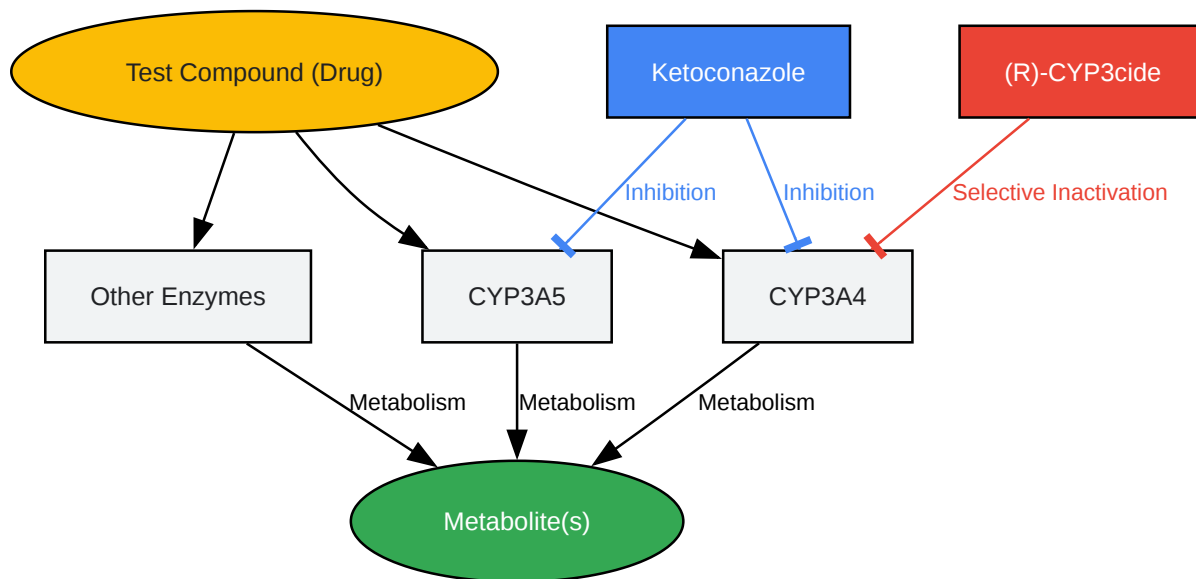 Test Compound (Drug)
Ketoconazole
(R)-CYP3cide
Inhibition
Inhibition
Selective Inactivation
Other Enzymes
CYP3A5
CYP3A4
Metabolism
Metabolism
Metabolism
Metabolite(s)